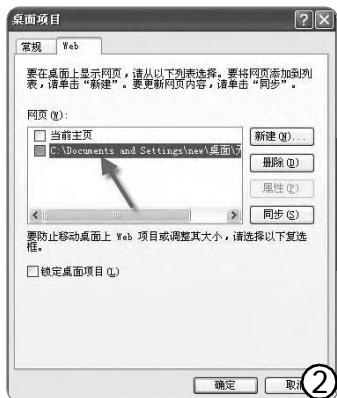 桌面项目
常规 Web
要在桌面上显示网页，请从以下列表选择。要将网页添加到列
表，请单击“新建”。要更新网页内容，请单击“同步”。
网页(W):
当前主页
C:\Documents and Settings\new\桌面\
新建(N)...
删除(D)
属性(P)
同步(S)
要防止移动桌面上 Web 项目或调整其大小，请选择以下复选
框。
锁定桌面项目(L)
确定 取
②